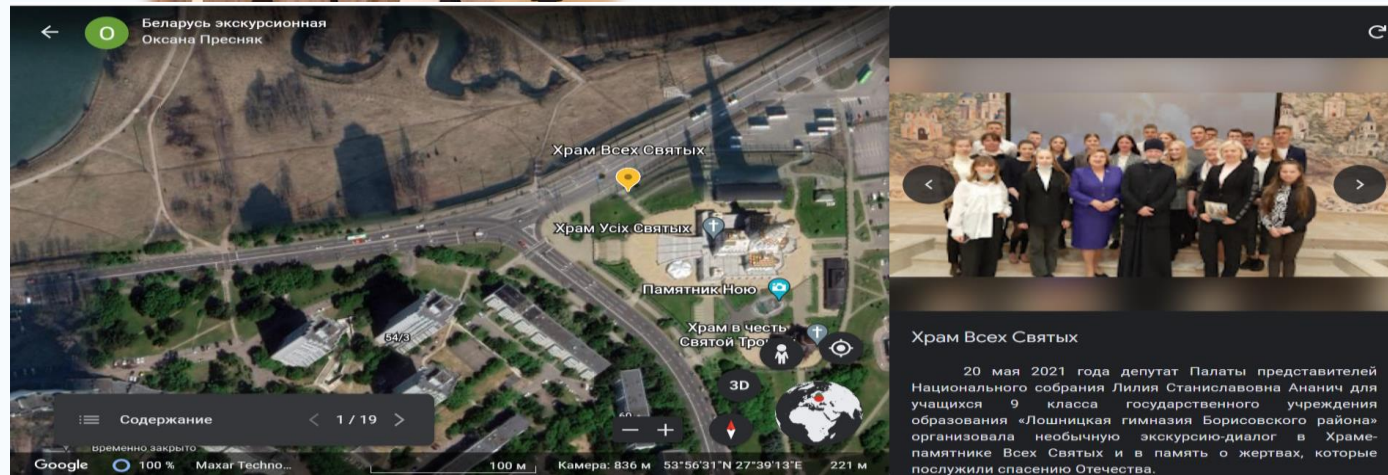 Беларусь экскурсионная
О
Оксана Пресняк
Храм Всех Святых
Храм Усіх Святых
Памятник Ною
Храм в честь
Святой Тро
54/3
3D
Содержание
1 / 19
Временно закрыто
Google
100 %
Maxar Techno...
100 м
Камера: 836 м
53°56'31"N 27°39'13"E
221 м
Храм Всех Святых
20 мая 2021 года депутат Палаты представителей
Национального собрания Лилия Станиславовна Ананич для
учащихся 9 класса государственного учреждения
образования «Лошницкая гимназия Борисовского района»
организовала необычную экскурсию-диалог в Храме-
памятнике Всех Святых и в память о жертвах, которые
послужили спасению Отечества.